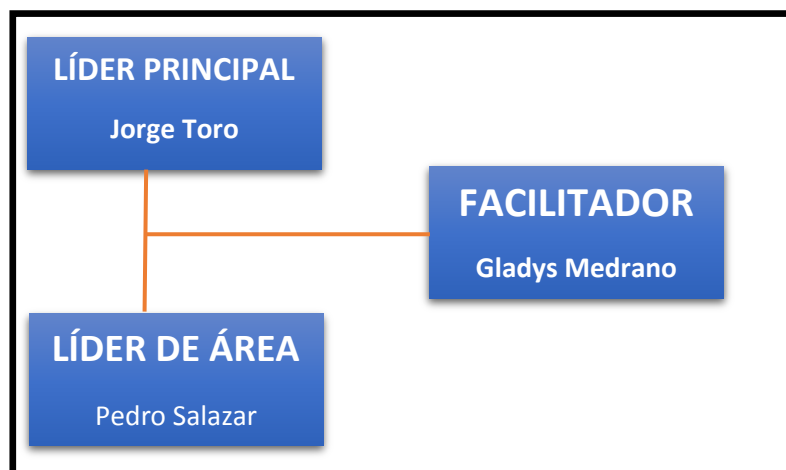 LÍDER PRINCIPAL
Jorge Toro
FACILITADOR
Gladys Medrano
LÍDER DE ÁREA
Pedro Salazar